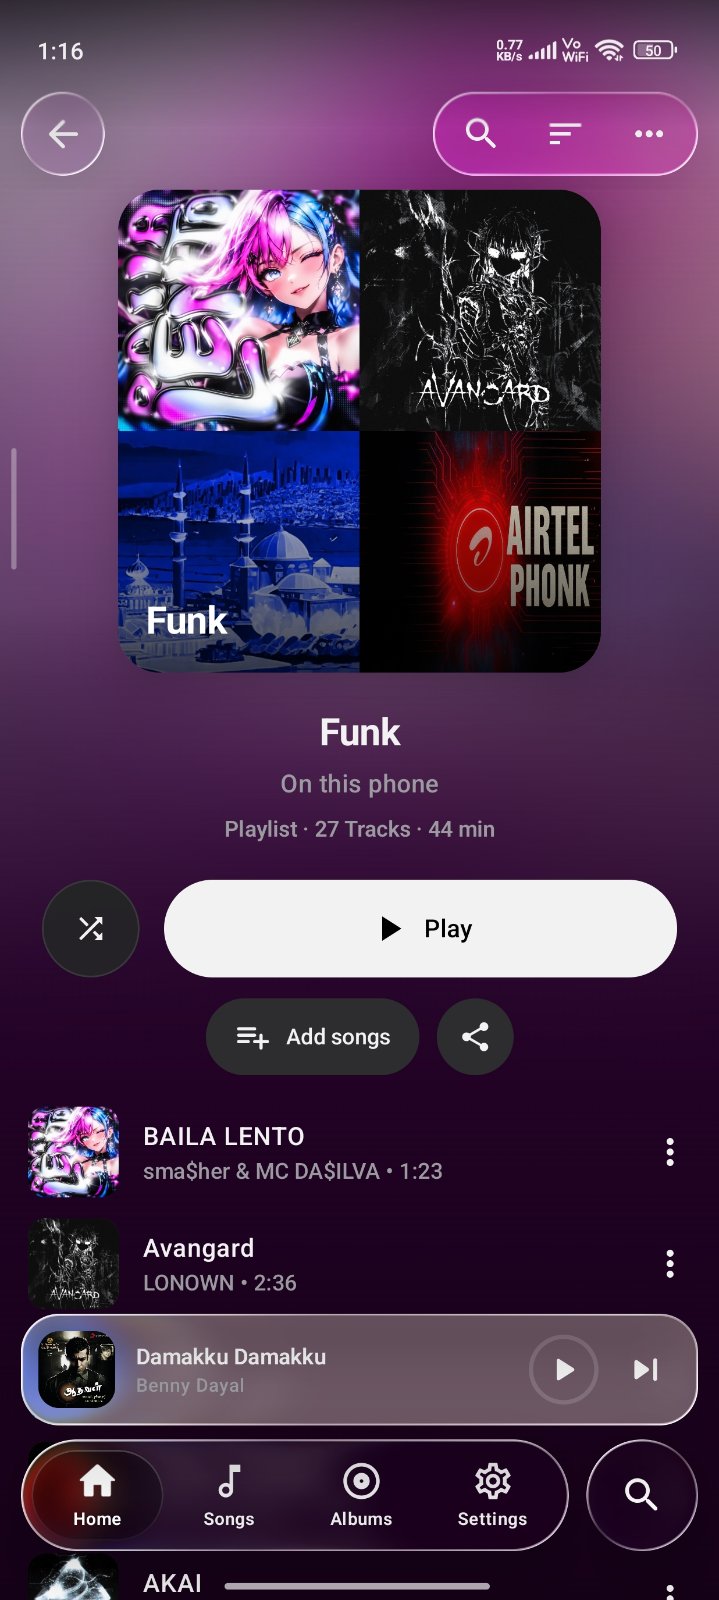 1:16
0.77
KB/s
Vo
WiFi
50
AVANGARD
AIRTEL
PHONK
Funk
Funk
On this phone
Playlist · 27 Tracks · 44 min
Play
Add songs
BAILA LENTO
sma$her & MC DA$ILVA • 1:23
Avangard
LONOWN • 2:36
Damakku Damakku
Benny Dayal
Home
Songs
Albums
Settings
AKAI